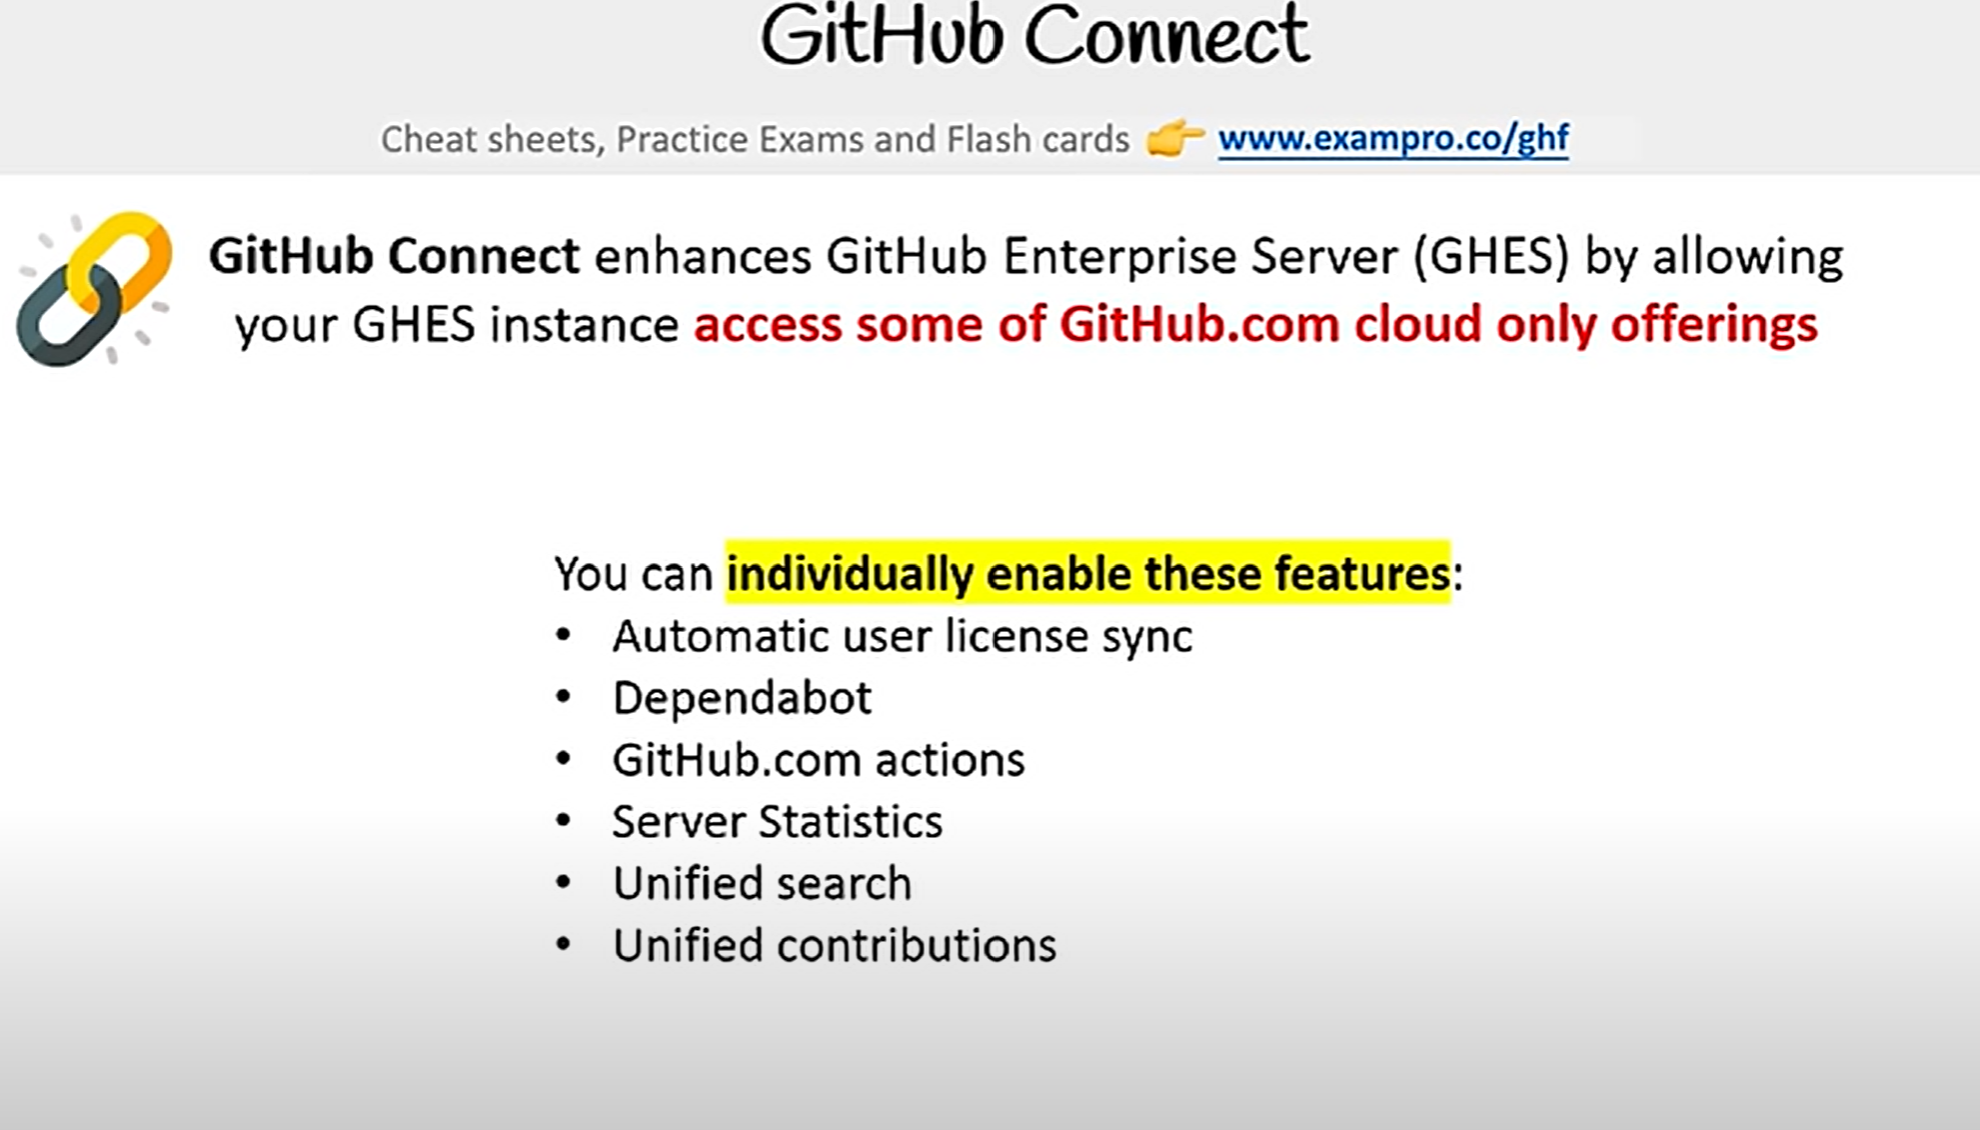 GitHub Connect
Cheat sheets, Practice Exams and Flash cards 👉 www.exampro.co/ghf
GitHub Connect enhances GitHub Enterprise Server (GHES) by allowing
your GHES instance access some of GitHub.com cloud only offerings
You can individually enable these features:
• Automatic user license sync
• Dependabot
• GitHub.com actions
• Server Statistics
• Unified search
• Unified contributions